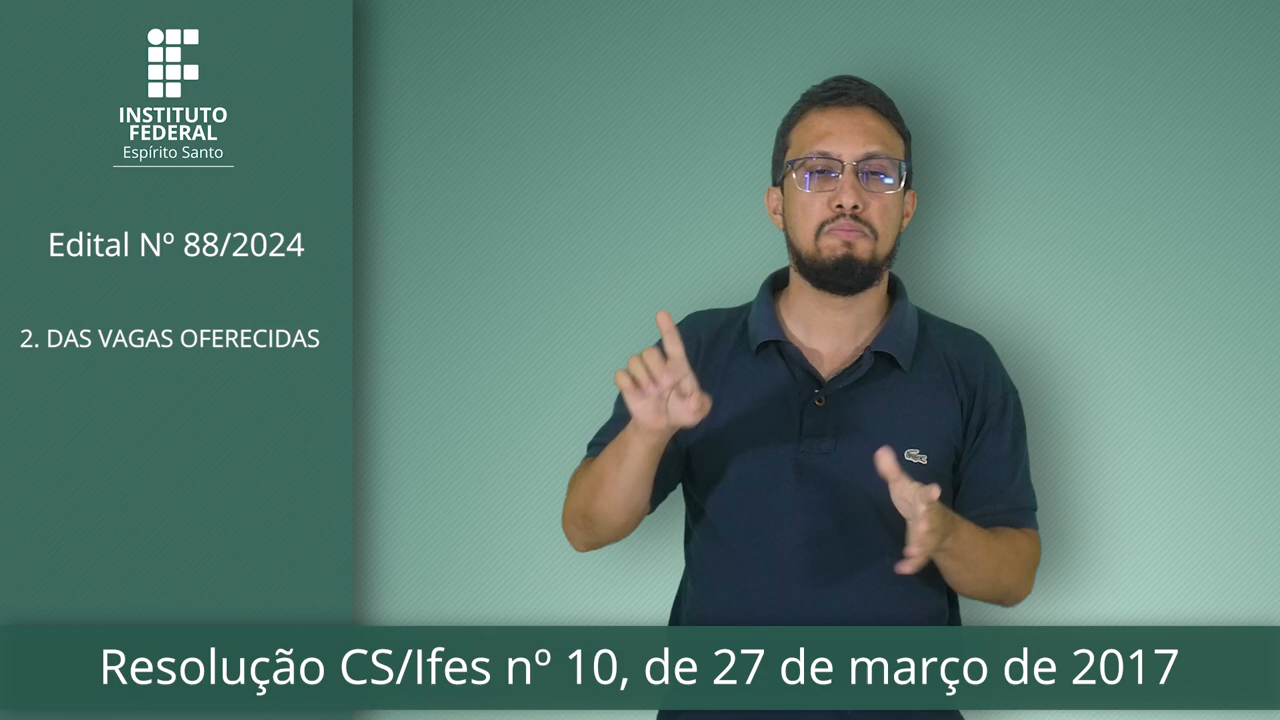 INSTITUTO
FEDERAL
Espírito Santo
Edital Nº 88/2024
2. DAS VAGAS OFERECIDAS
Resolução CS/Ifes nº 10, de 27 de março de 2017